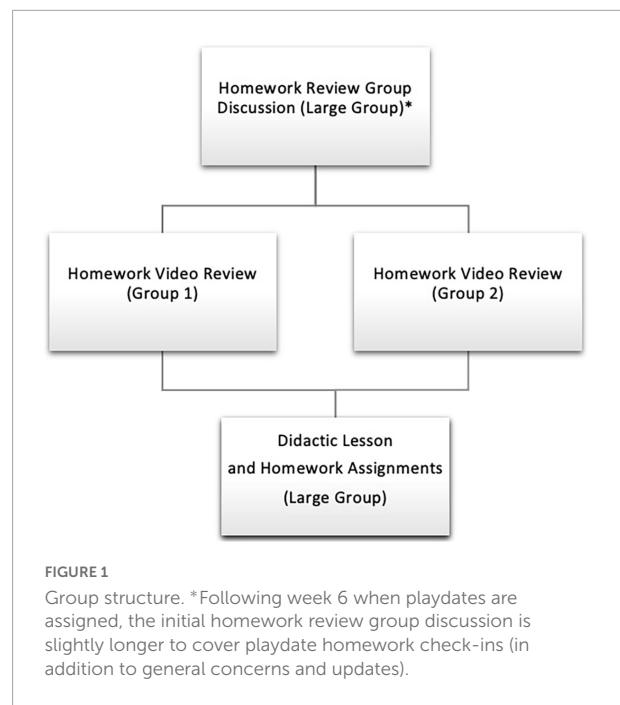 Homework Review Group
Discussion (Large Group)*
Homework Video Review
(Group 1)
Homework Video Review
(Group 2)
Didactic Lesson
and Homework Assignments
(Large Group)
FIGURE 1
Group structure. *Following week 6 when playdates are
assigned, the initial homework review group discussion is
slightly longer to cover playdate homework check-ins (in
addition to general concerns and updates).